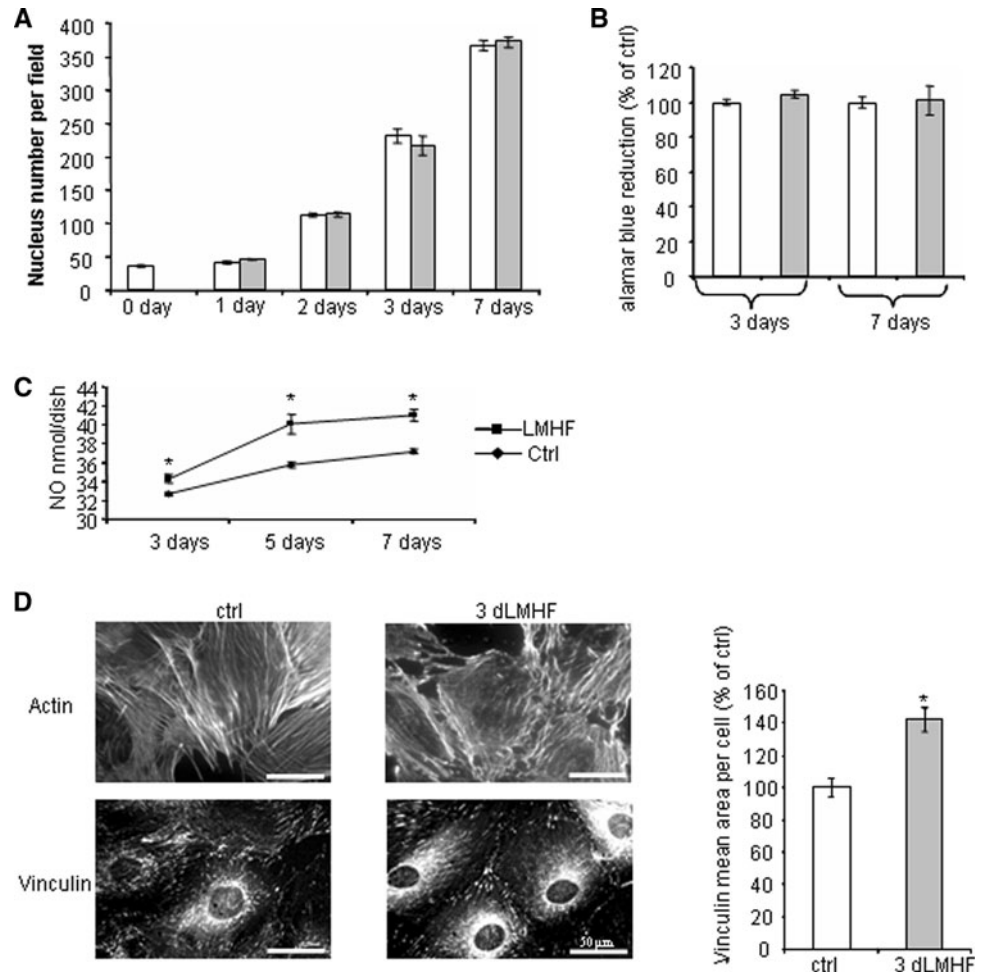 A
Nucleus number per field
400
350
300
250
200
150
100
50
0
0 day
1 day
2 days
3 days
7 days
B
alamar blue reduction (% of ctrl)
120
100
80
60
40
20
0
3 days
7 days
C
NO nmol/dish
44
42
40
38
36
34
32
30
*
*
*
3 days
5 days
7 days
LMHF
Ctrl
D
ctrl
3 dLMHF
Actin
Vinculin
50 µm
Vinculin mean area per cell (% of ctrl)
160
140
120
100
80
60
40
20
0
*
ctrl
3 dLMHF